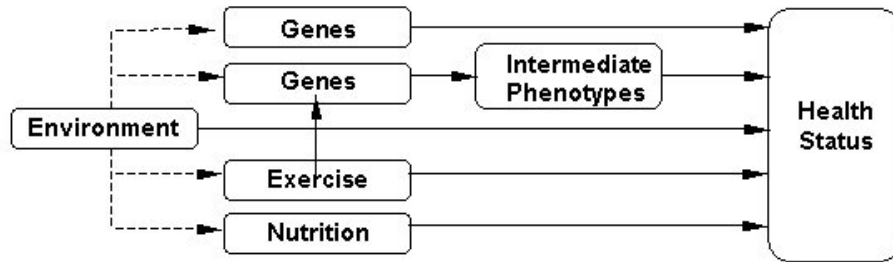 Genes
Genes
Intermediate
Phenotypes
Environment
Health
Status
Exercise
Nutrition